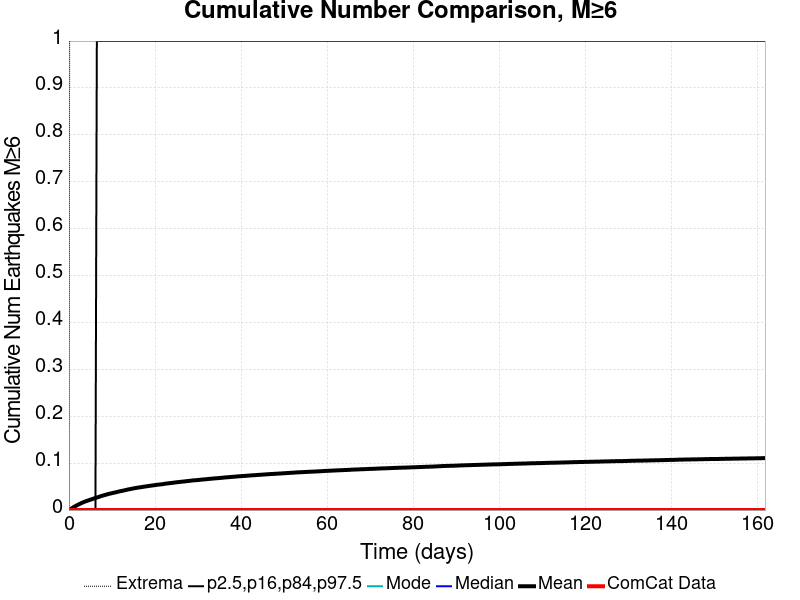 Cumulative Number Comparison, M≥6
Cumulative Num Earthquakes M≥6
1
0.9
0.8
0.7
0.6
0.5
0.4
0.3
0.2
0.1
0
0 20 40 60 80 100 120 140 160
Time (days)
Extrema p2.5,p16,p84,p97.5 Mode Median Mean ComCat Data